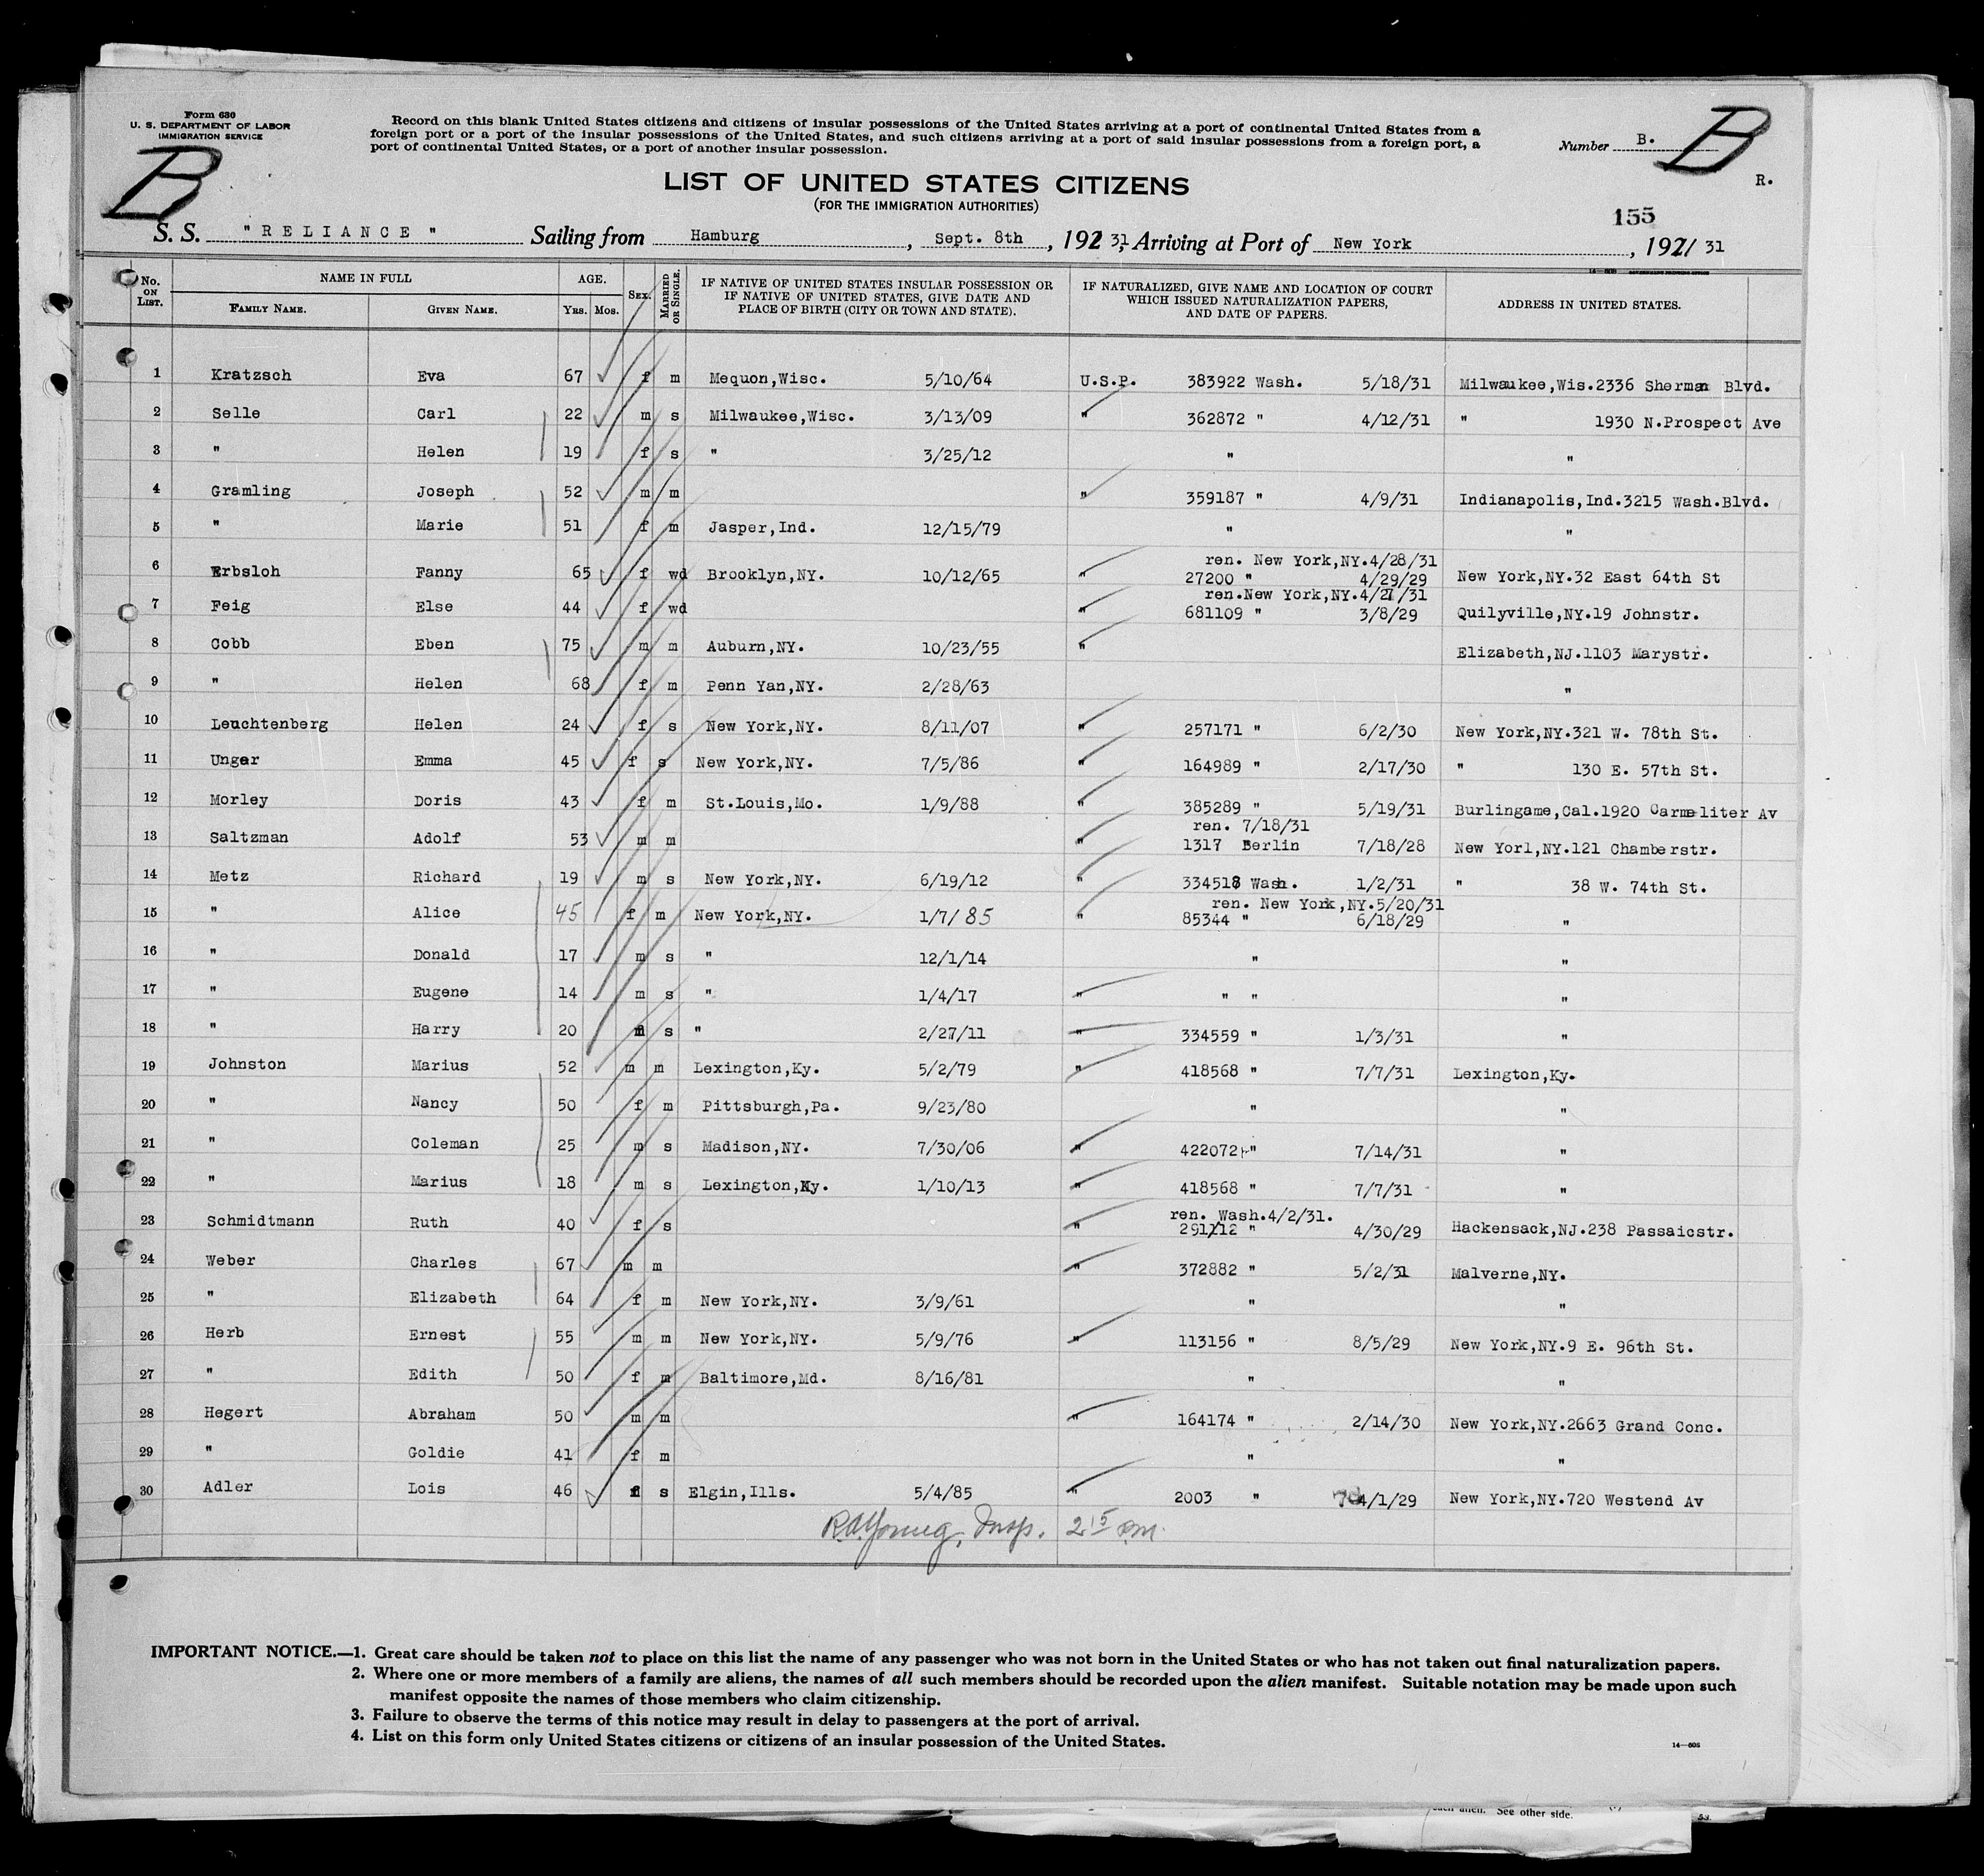 Form 630
U. S. DEPARTMENT OF LABOR
IMMIGRATION SERVICE
Record on this blank United States citizens and citizens of insular possessions of the United States arriving at a port of continental United States from a
foreign port or a port of the insular possessions of the United States, and such citizens arriving at a port of said insular possessions from a foreign port, a
port of continental United States, or a port of another insular possession.
Number B.
B B
R.
LIST OF UNITED STATES CITIZENS
(FOR THE IMMIGRATION AUTHORITIES)
155
S. S. "RELIANCE" Sailing from Hamburg, Sept. 8th, 192 31, Arriving at Port of New York, 192/ 31
No. ON LIST. NAME IN FULL FAMILY NAME. GIVEN NAME. AGE. YRS. MOS. SEX. MARRIED OR SINGLE. IF NATIVE OF UNITED STATES INSULAR POSSESSION OR IF NATIVE OF UNITED STATES, GIVE DATE AND PLACE OF BIRTH (CITY OR TOWN AND STATE). IF NATURALIZED, GIVE NAME AND LOCATION OF COURT WHICH ISSUED NATURALIZATION PAPERS, AND DATE OF PAPERS. ADDRESS IN UNITED STATES.
1 Kratzsch Eva 67 f m Mequon,Wisc. 5/10/64 U.S.P. 383922 Wash. 5/18/31 Milwaukee,Wis.2336 Sherman Blvd.
2 Selle Carl 22 m s Milwaukee,Wisc. 3/13/09 " 362872 " 4/12/31 " 1930 N.Prospect Ave
3 " Helen 19 f s " 3/25/12 " "
4 Gramling Joseph 52 m m " 359187 " 4/9/31 Indianapolis,Ind.3215 Wash.Blvd.
5 " Marie 51 f m Jasper,Ind. 12/15/79 " "
ren. New York,NY.4/28/31
6 Erbsloh Fanny 65 f wd Brooklyn,NY. 10/12/65 " 27200 " 4/29/29 New York,NY.32 East 64th St
ren.New York,NY.4/21/31
7 Feig Else 44 f wd " 681109 " 3/8/29 Quilyville,NY.19 Johnstr.
8 Cobb Eben 75 m m Auburn,NY. 10/23/55 " Elizabeth,NJ.1103 Marystr.
9 " Helen 68 f m Penn Yan,NY. 2/28/63 "
10 Leuchtenberg Helen 24 f s New York,NY. 8/11/07 " 257171 " 6/2/30 New York,NY.321 W. 78th St.
11 Unger Emma 45 f s New York,NY. 7/5/86 " 164989 " 2/17/30 " 130 E. 57th St.
12 Morley Doris 43 f m St.Louis,Mo. 1/9/88 " 385289 " 5/19/31 Burlingame,Cal.1920 Carmeliter Av
ren. 7/18/31
13 Saltzman Adolf 53 m m " 1317 Berlin 7/18/28 New Yorl,NY.121 Chamberstr.
14 Metz Richard 19 m s New York,NY. 6/19/12 " 334518 Wash. 1/2/31 " 38 W. 74th St.
ren. New York,NY.5/20/31
15 " Alice 45 f m New York,NY. 1/7/85 " 85344 " 6/18/29 "
16 " Donald 17 m s " 12/1/14 " "
17 " Eugene 14 m s " 1/4/17 " " " "
18 " Harry 20 m s " 2/27/11 " 334559 " 1/3/31 "
19 Johnston Marius 52 m m Lexington,Ky. 5/2/79 " 418568 " 7/7/31 Lexington,Ky.
20 " Nancy 50 f m Pittsburgh,Pa. 9/23/80 " "
21 " Coleman 25 m s Madison,NY. 7/30/06 " 422072 " 7/14/31 "
22 " Marius 18 m s Lexington,Ky. 1/10/13 " 418568 " 7/7/31 "
ren. Wash.4/2/31.
23 Schmidtmann Ruth 40 f s " 291112 " 4/30/29 Hackensack,NJ.238 Passaicstr.
24 Weber Charles 67 m m " 372882 " 5/2/31 Malverne,NY.
25 " Elizabeth 64 f m New York,NY. 3/9/61 " "
26 Herb Ernest 55 m m New York,NY. 5/9/76 " 113156 " 8/5/29 New York,NY.9 E. 96th St.
27 " Edith 50 f m Baltimore,Md. 8/16/81 " "
28 Hegert Abraham 50 m m " 164174 " 2/14/30 New York,NY.2663 Grand Conc.
29 " Goldie 41 f m " "
30 Adler Lois 46 f s Elgin,Ills. 5/4/85 " 2003 " 4/1/29 New York,NY.720 Westend Av
R.A.Young, Insp. 2 15 pm.
IMPORTANT NOTICE.—1. Great care should be taken not to place on this list the name of any passenger who was not born in the United States or who has not taken out final naturalization papers.
2. Where one or more members of a family are aliens, the names of all such members should be recorded upon the alien manifest. Suitable notation may be made upon such
manifest opposite the names of those members who claim citizenship.
3. Failure to observe the terms of this notice may result in delay to passengers at the port of arrival.
4. List on this form only United States citizens or citizens of an insular possession of the United States.
14—608
each alien. See other side.